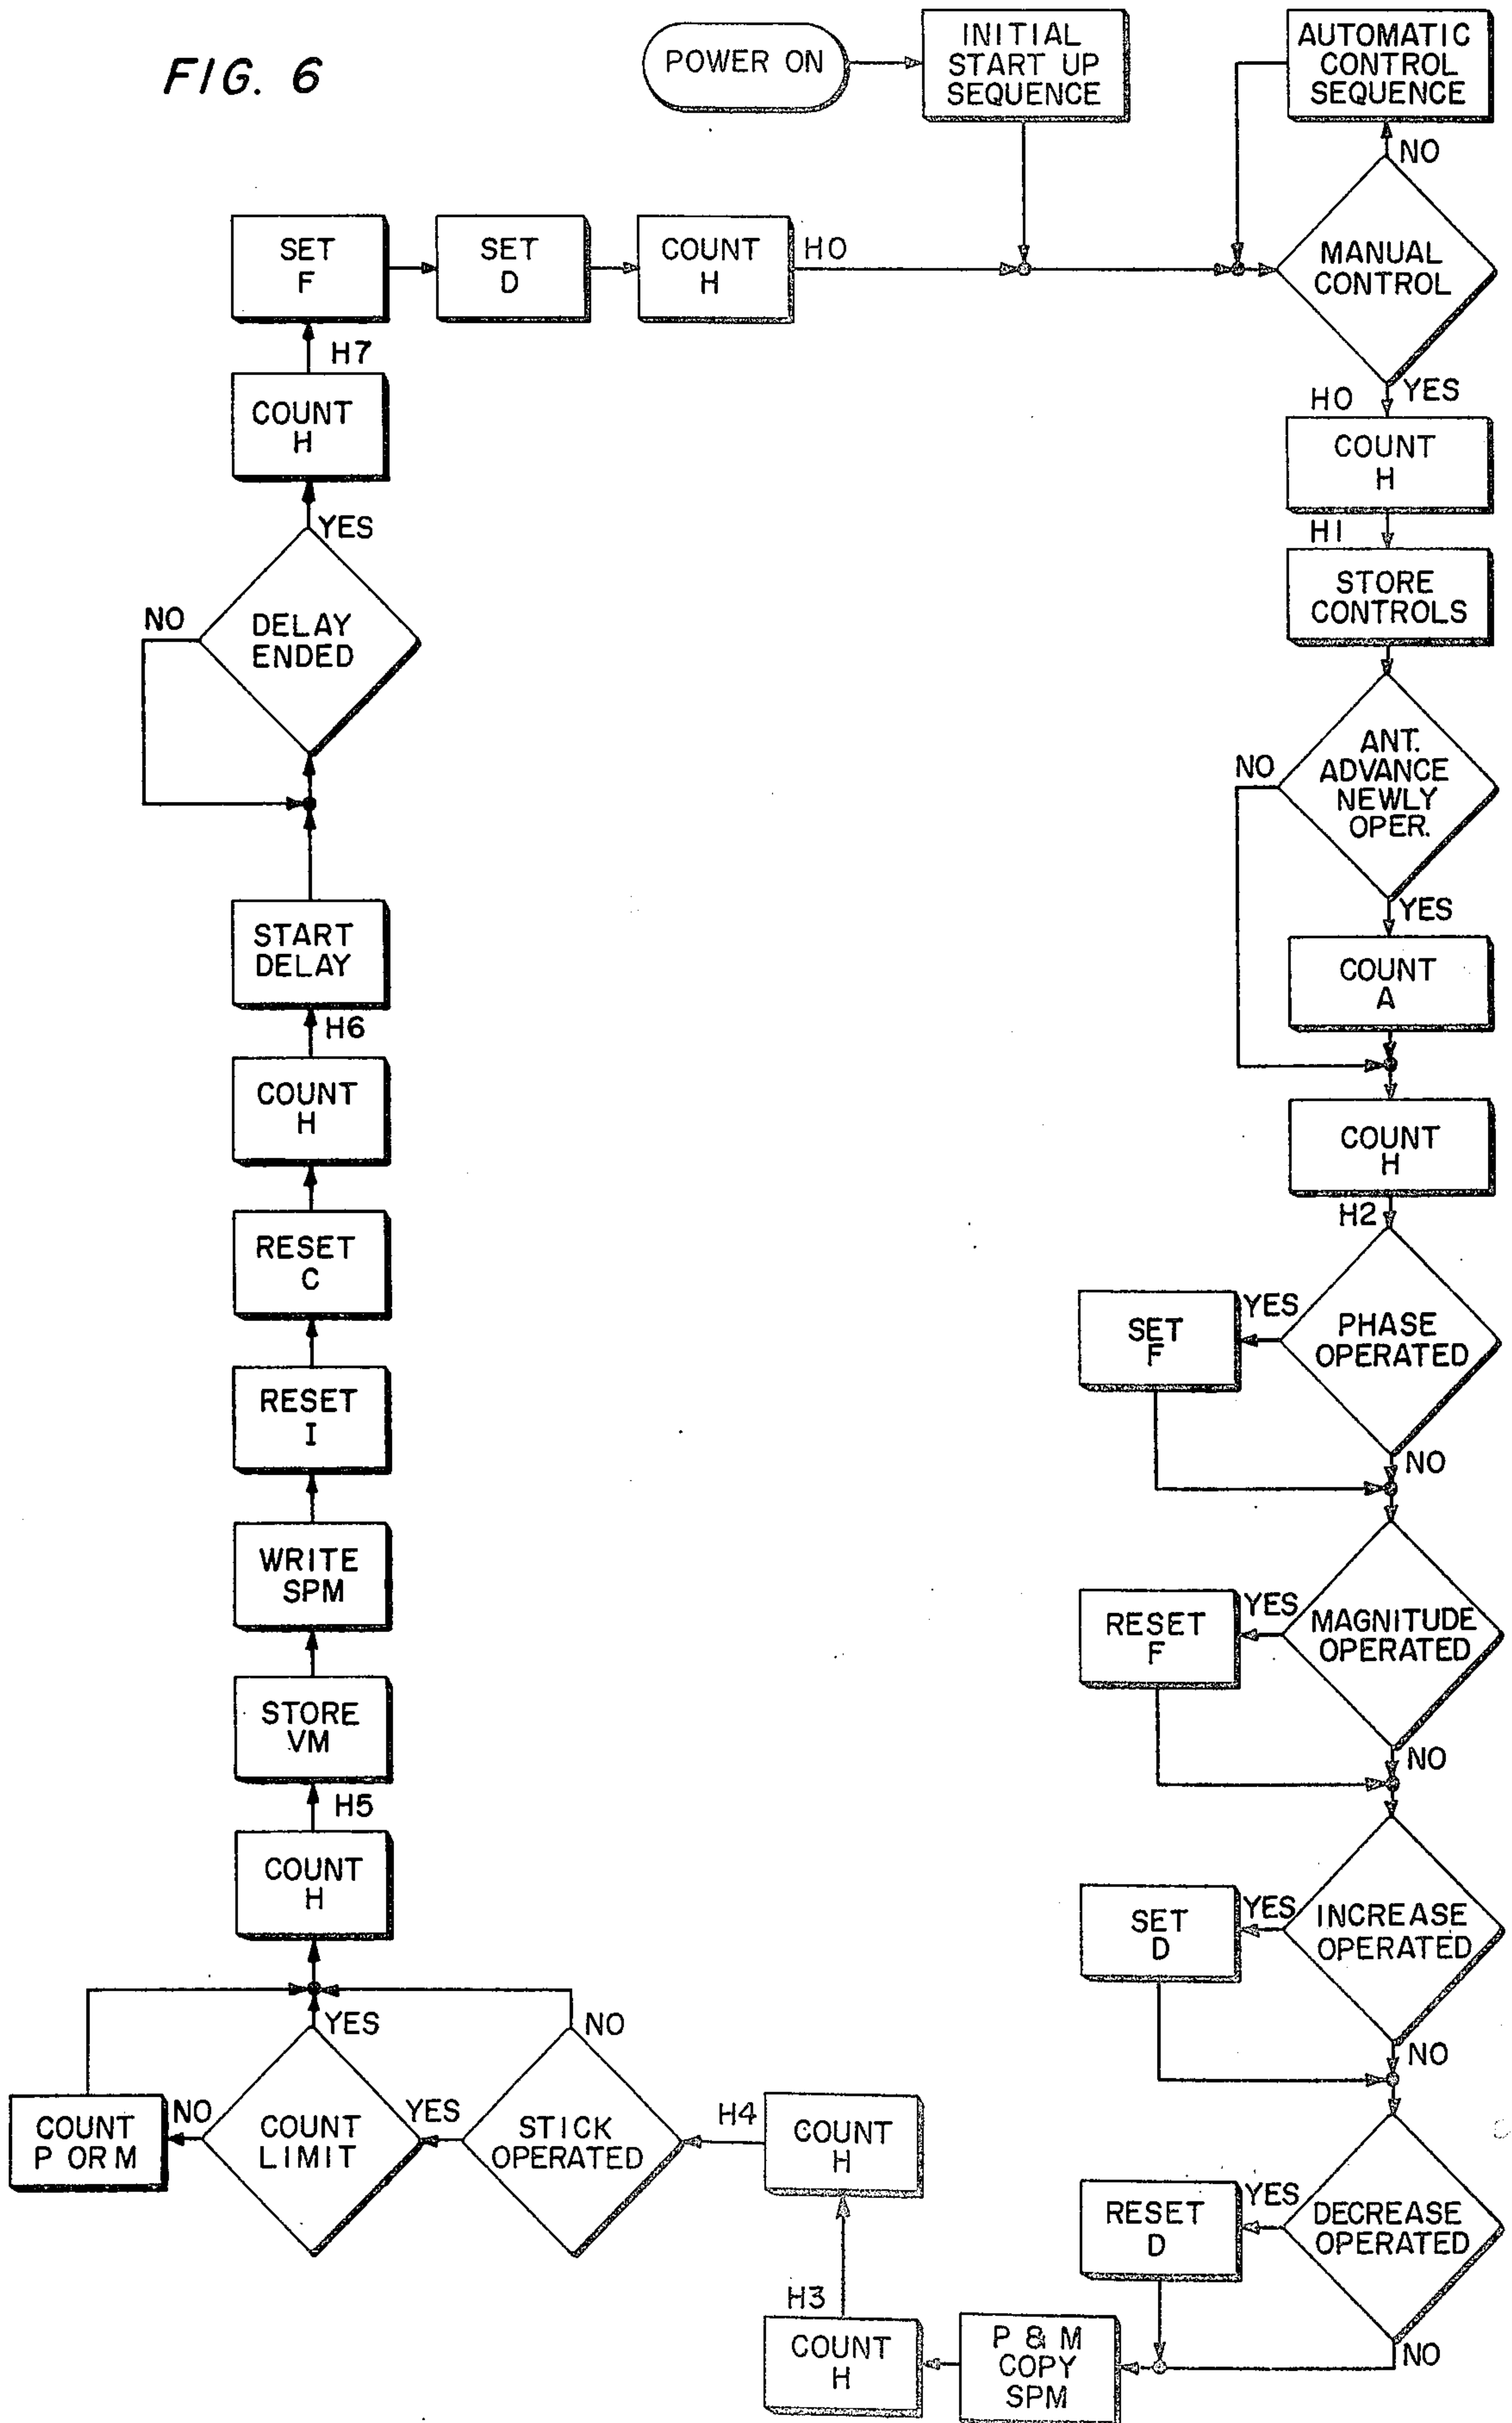 FIG. 6
POWER ON
INITIAL
START UP
SEQUENCE
AUTOMATIC
CONTROL
SEQUENCE
NO
MANUAL
CONTROL
YES
H0
COUNT
H
H1
STORE
CONTROLS
ANT.
ADVANCE
NEWLY
OPER.
NO
YES
COUNT
A
COUNT
H
H2
PHASE
OPERATED
YES
SET
F
NO
MAGNITUDE
OPERATED
YES
RESET
F
NO
INCREASE
OPERATED
YES
SET
D
NO
DECREASE
OPERATED
YES
RESET
D
NO
P & M
COPY
SPM
COUNT
H
H3
COUNT
H
H4
STICK
OPERATED
NO
YES
COUNT
LIMIT
YES
NO
COUNT
P OR M
COUNT
H
H5
STORE
VM
WRITE
SPM
RESET
I
RESET
C
COUNT
H
H6
START
DELAY
DELAY
ENDED
NO
YES
COUNT
H
H7
SET
F
SET
D
COUNT
H
H0